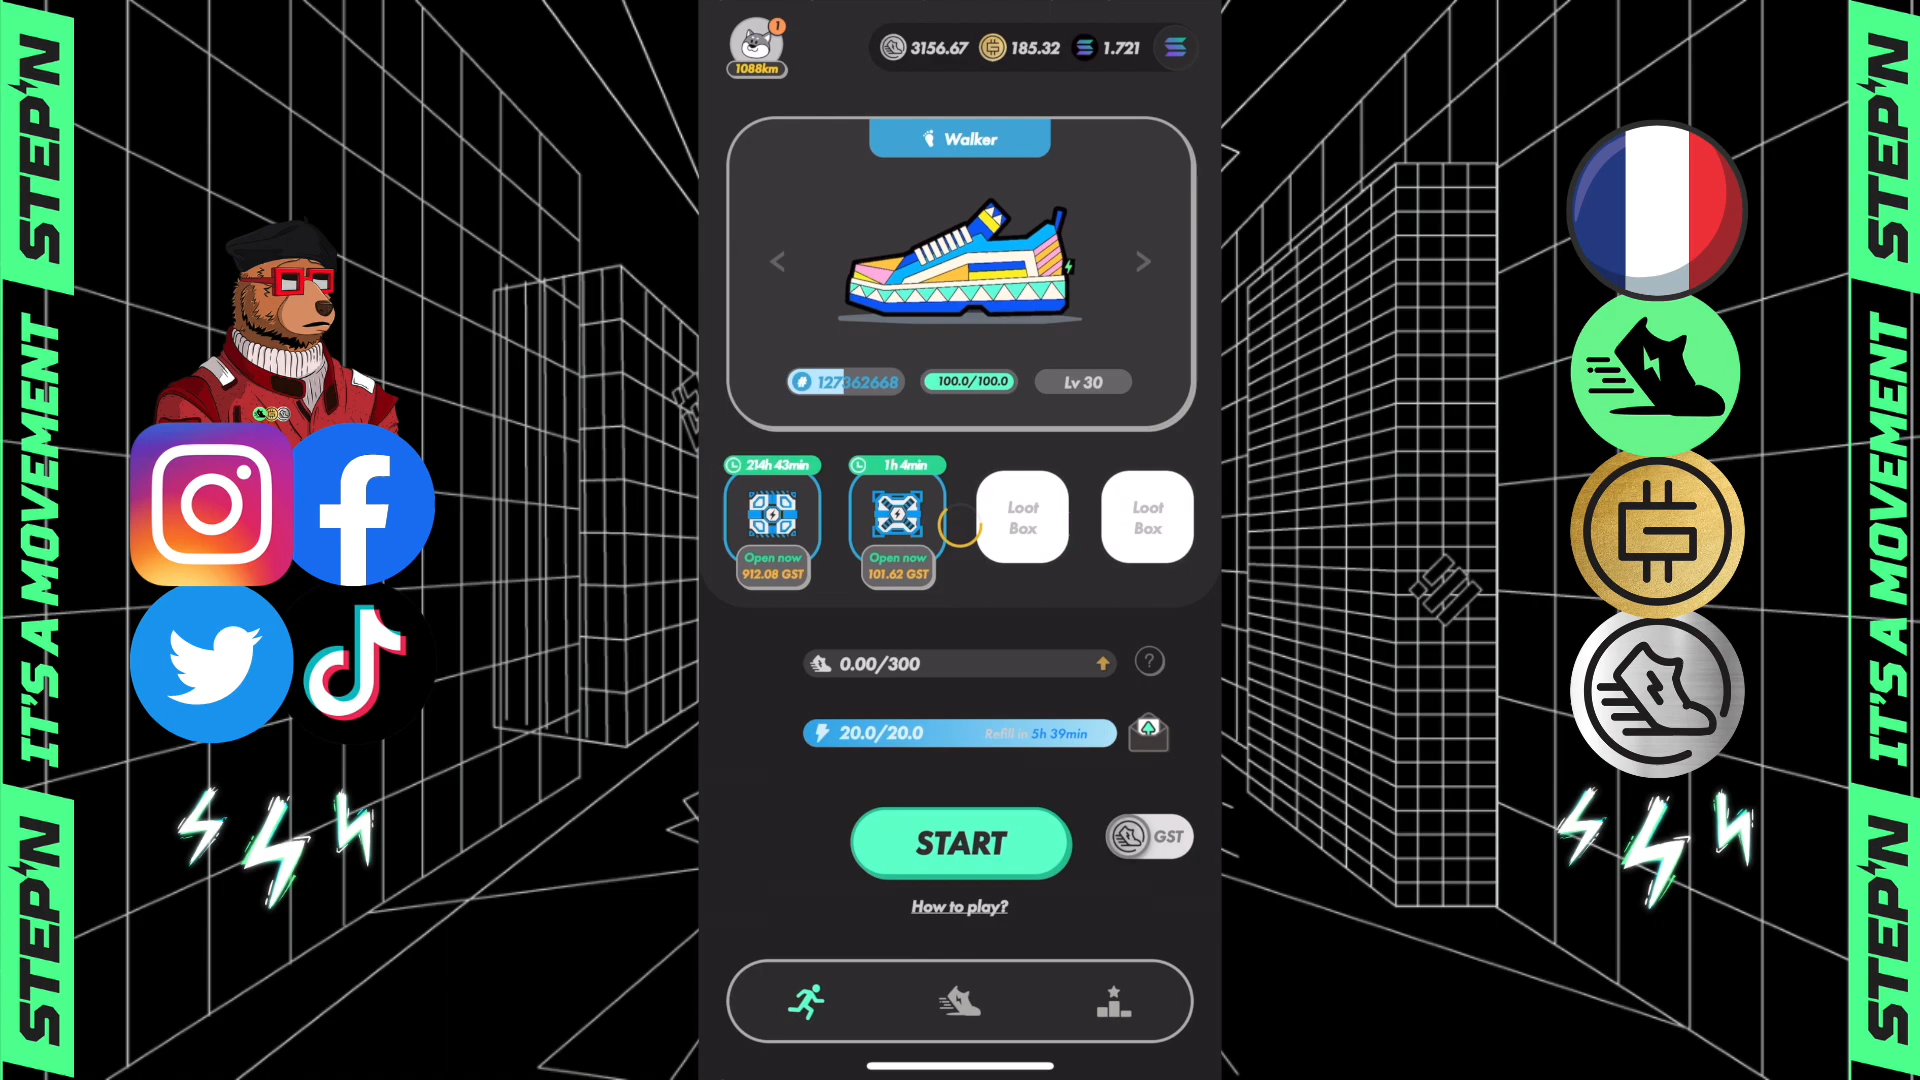 STEP'N
IT'S A MOVEMENT
STEP'N
1
1088km
3156.67
185.32
1.721
Walker
# 127362668
100.0/100.0
Lv 30
214h 43min
Open now
912.08 GST
1h 4min
Open now
101.62 GST
Loot
Box
Loot
Box
0.00/300
?
20.0/20.0
Refill in 5h 39min
START
GST
How to play?
STEP'N
IT'S A MOVEMENT
STEP'N